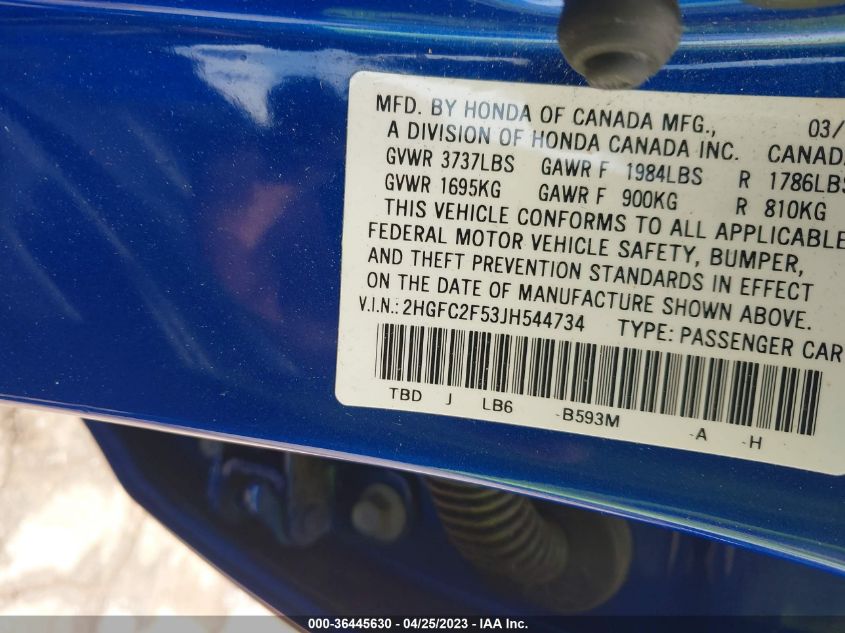 MFD. BY HONDA OF CANADA MFG., 03/
A DIVISION OF HONDA CANADA INC. CANADA
GVWR 3737LBS GAWR F 1984LBS R 1786LBS
GVWR 1695KG GAWR F 900KG R 810KG
THIS VEHICLE CONFORMS TO ALL APPLICABLE
FEDERAL MOTOR VEHICLE SAFETY, BUMPER,
AND THEFT PREVENTION STANDARDS IN EFFECT
ON THE DATE OF MANUFACTURE SHOWN ABOVE.
V.I.N.: 2HGFC2F53JH544734 TYPE: PASSENGER CAR
TBD J LB6 -B593M -A -H
000-36445630 - 04/25/2023 - IAA Inc.